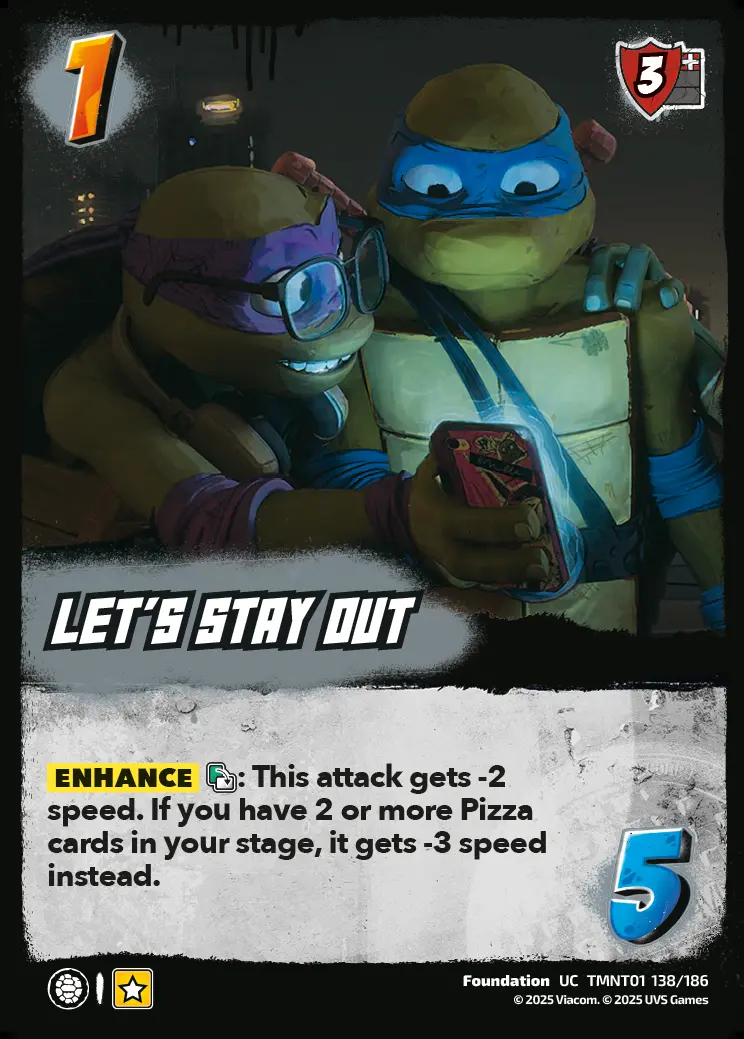 1
3
LET'S STAY OUT
ENHANCE : This attack gets -2
speed. If you have 2 or more Pizza
cards in your stage, it gets -3 speed
instead.
5
Foundation UC TMNT01 138/186
© 2025 Viacom. © 2025 UVS Games